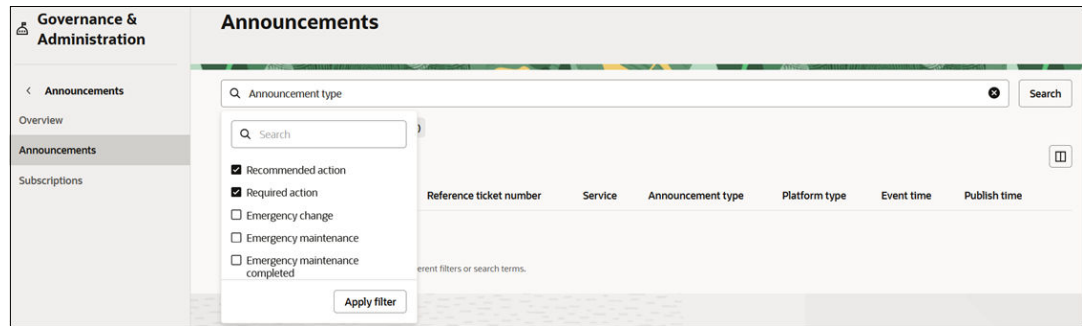 Governance &
Administration
Announcements
Announcements
Overview
Announcements
Subscriptions
Announcement type
Search
Search
Recommended action
Required action
Emergency change
Emergency maintenance
Emergency maintenance
completed
Apply filter
Reference ticket number Service Announcement type Platform type Event time Publish time
erent filters or search terms.